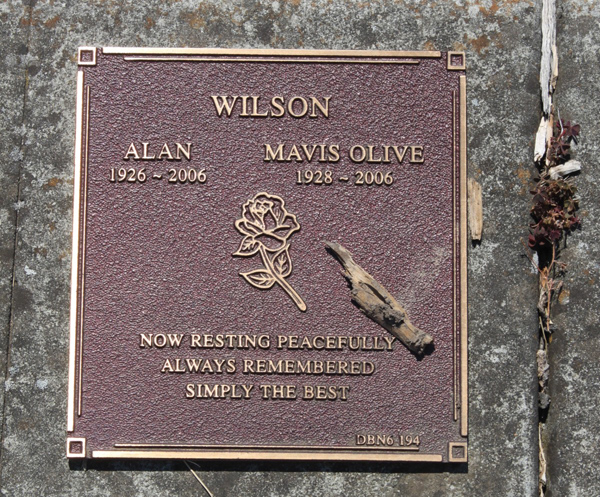 WILSON
ALAN MAVIS OLIVE
1926 ~ 2006 1928 ~ 2006
NOW RESTING PEACEFULLY
ALWAYS REMEMBERED
SIMPLY THE BEST
DBN6 194